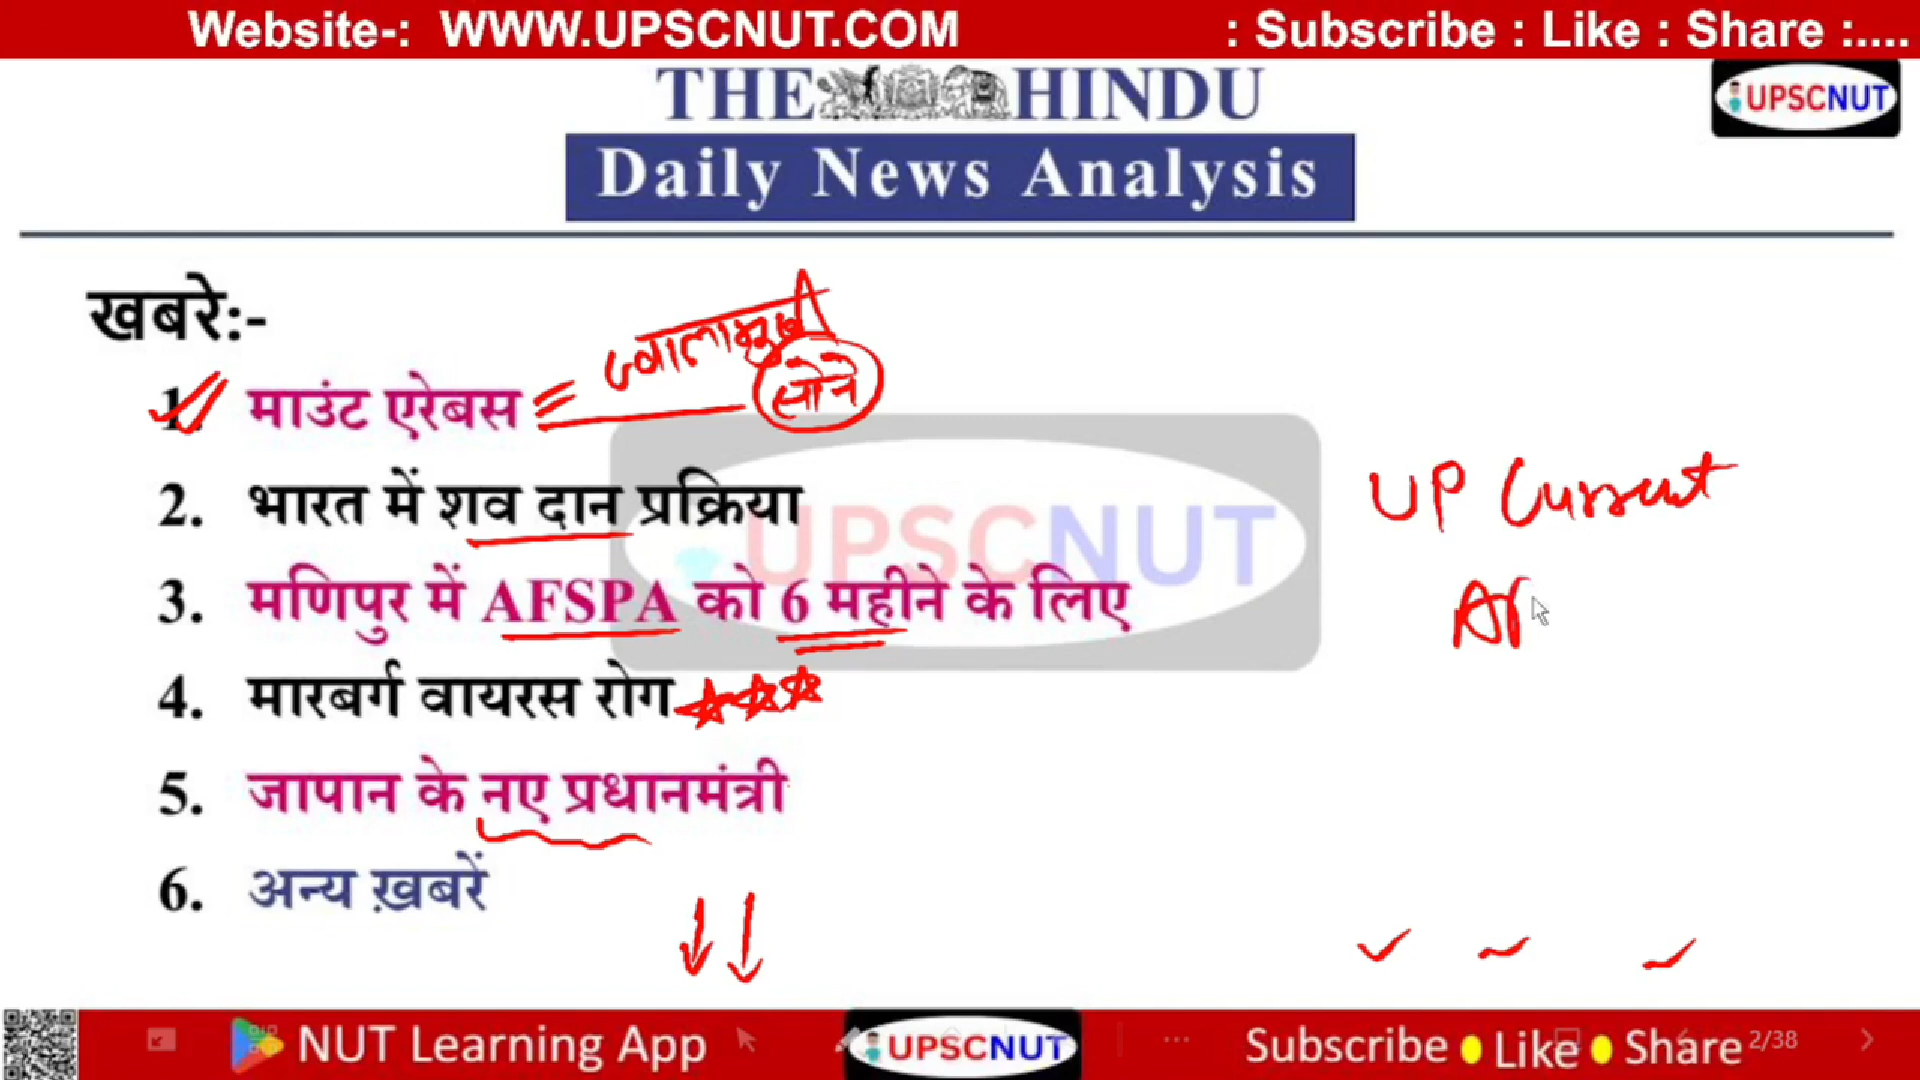 Website-: WWW.UPSCNUT.COM : Subscribe : Like : Share :....
THE HINDU
UPSCNUT
Daily News Analysis
खबरे:-
ज्वालामुखी
सोने
1. माउंट एरेबस =
UP Current
2. भारत में शव दान प्रक्रिया
UPSCNUT
3. मणिपुर में AFSPA को 6 महीने के लिए
4. मारबर्ग वायरस रोग
5. जापान के नए प्रधानमंत्री
6. अन्य ख़बरें
NUT Learning App UPSCNUT Subscribe Like Share 2/38